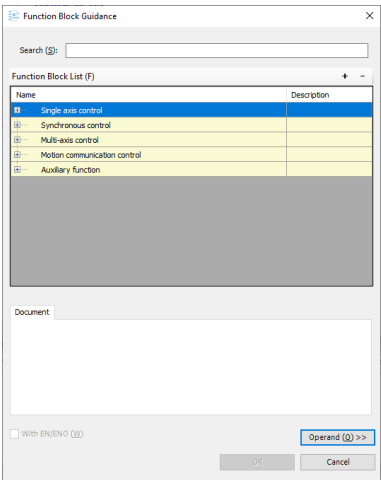 Function Block Guidance
Search (S):
Function Block List (F) + -
Name Description
Single axis control
Synchronous control
Multi-axis control
Motion communication control
Auxiliary function
Document
With EN/ENO (W)
Operand (O) >>
OK Cancel